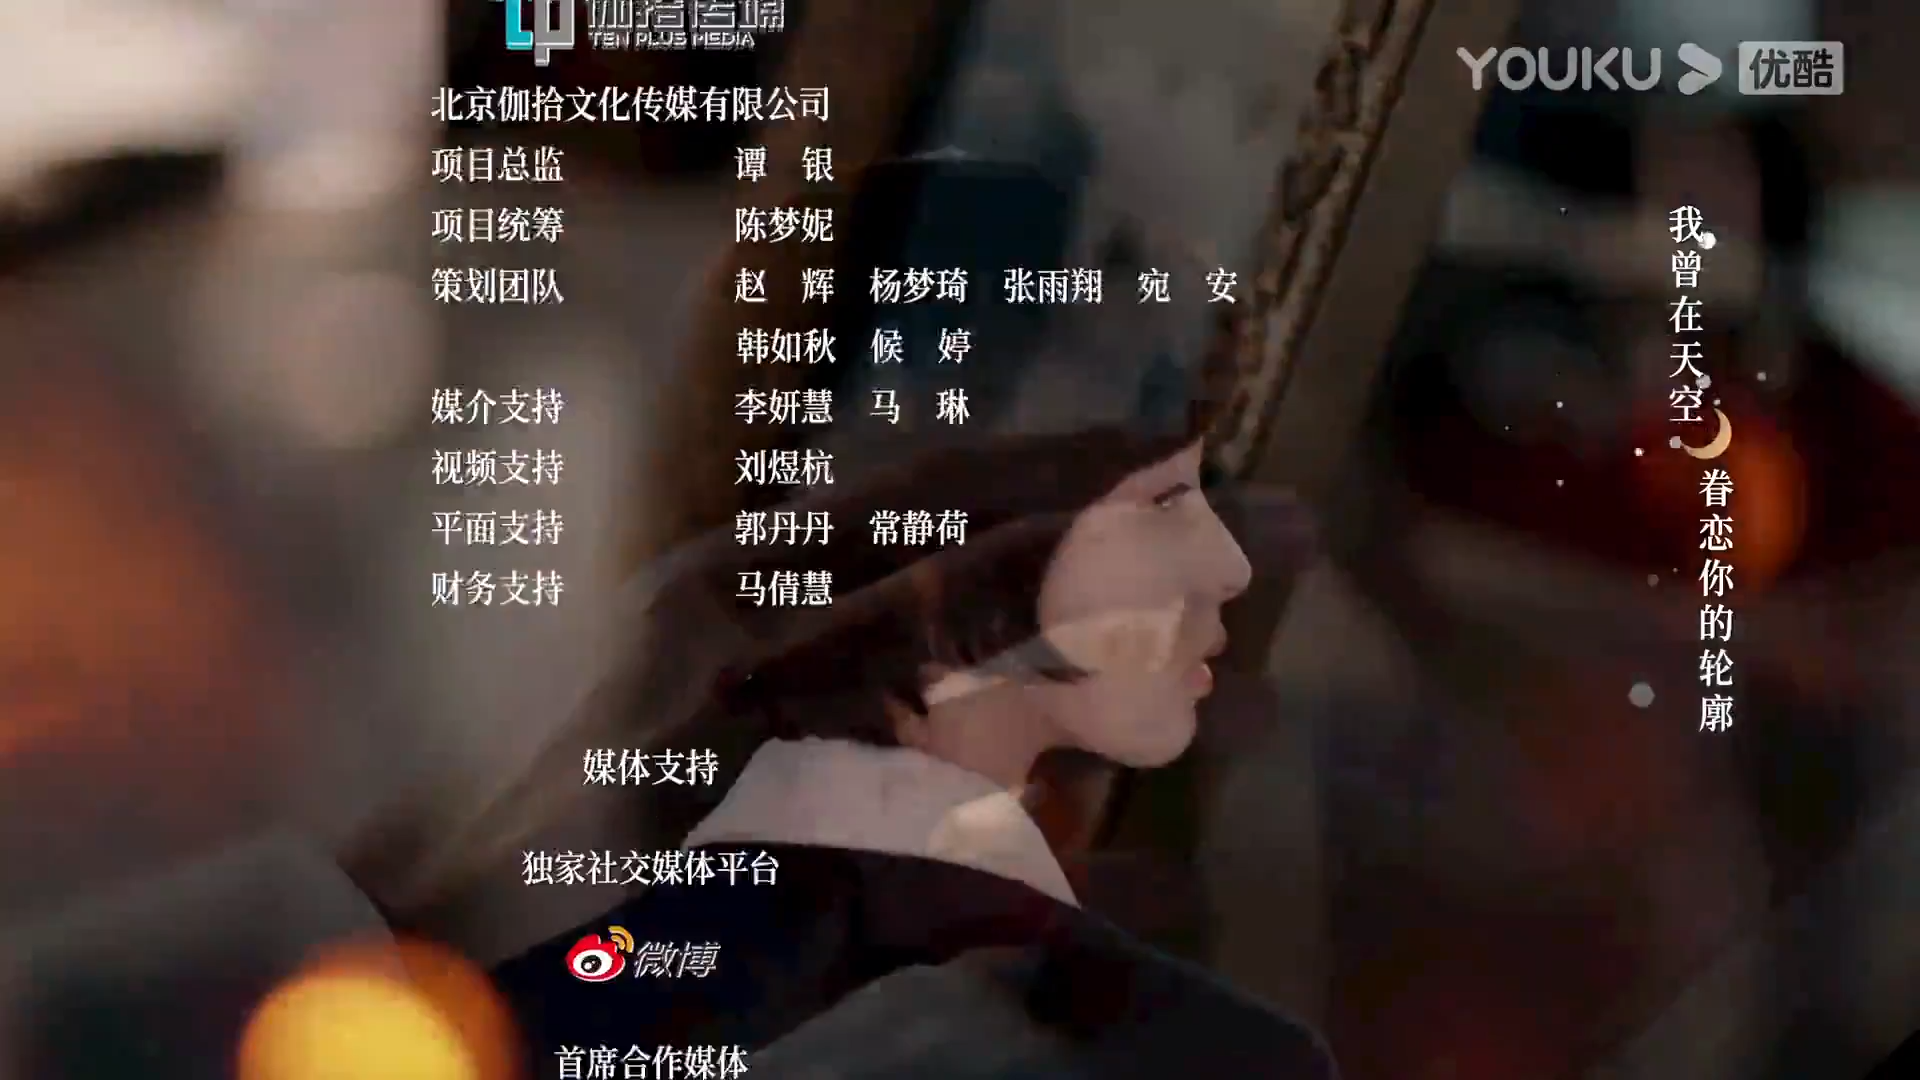 伽拾传媒
TEN PLUS MEDIA
YOUKU 优酷
北京伽拾文化传媒有限公司
项目总监 谭 银
项目统筹 陈梦妮
策划团队 赵 辉 杨梦琦 张雨翔 宛 安
韩如秋 候 婷
媒介支持 李妍慧 马 琳
视频支持 刘煜杭
平面支持 郭丹丹 常静荷
财务支持 马倩慧
媒体支持
独家社交媒体平台
微博
首席合作媒体
我曾在天空
眷恋你的轮廓